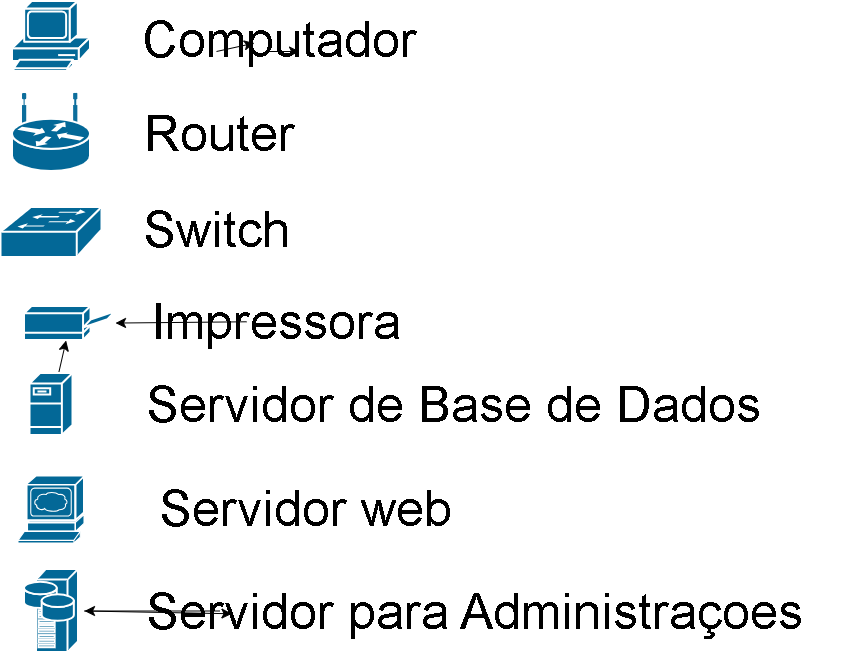 Computador
Router
Switch
Impressora
Servidor de Base de Dados
Servidor web
Servidor para Administraçoes